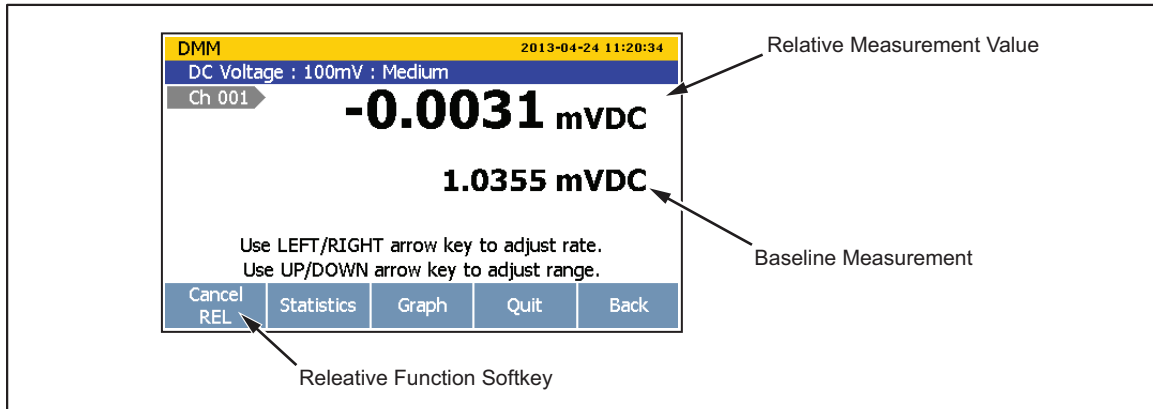 DMM 2013-04-24 11:20:34
DC Voltage : 100mV : Medium
Ch 001
-0.0031 mVDC
1.0355 mVDC
Use LEFT/RIGHT arrow key to adjust rate.
Use UP/DOWN arrow key to adjust range.
Cancel REL
Statistics
Graph
Quit
Back
Relative Measurement Value
Baseline Measurement
Releative Function Softkey